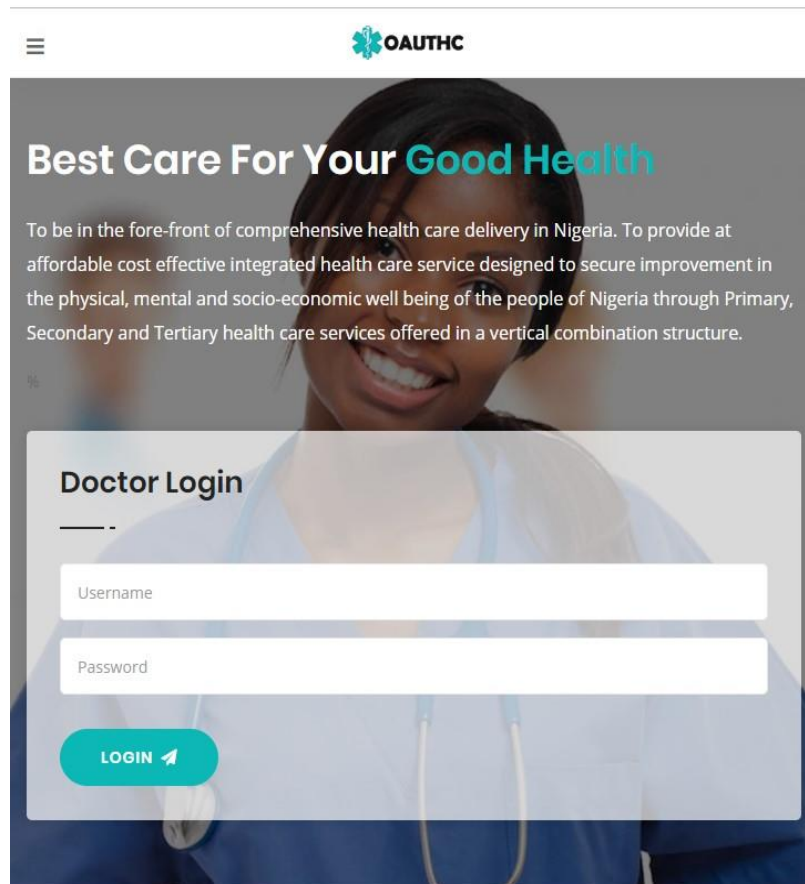 OAUTHC
Best Care For Your Good Health
To be in the fore-front of comprehensive health care delivery in Nigeria. To provide at
affordable cost effective integrated health care service designed to secure improvement in
the physical, mental and socio-economic well being of the people of Nigeria through Primary,
Secondary and Tertiary health care services offered in a vertical combination structure.
%
Doctor Login
Username
Password
LOGIN